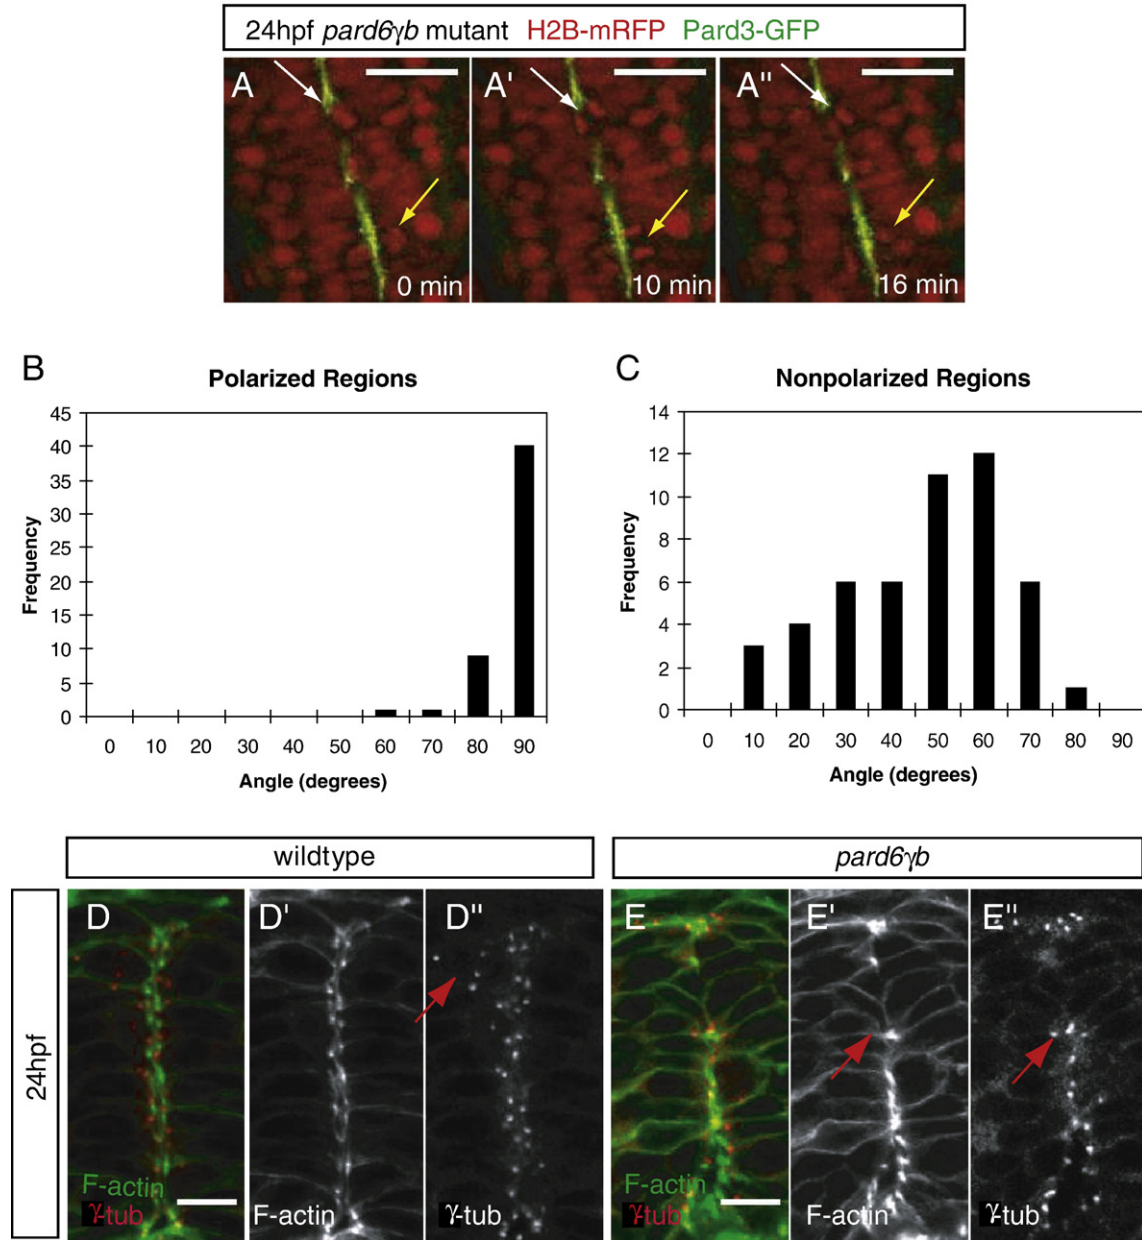 24hpf pard6γb mutant H2B-mRFP Pard3-GFP
A A' A"
0 min 10 min 16 min
B
Polarized Regions
45
40
35
30
25
20
15
10
5
0
Frequency
0 10 20 30 40 50 60 70 80 90
Angle (degrees)
C
Nonpolarized Regions
14
12
10
8
6
4
2
0
Frequency
0 10 20 30 40 50 60 70 80 90
Angle (degrees)
wildtype
pard6γb
24hpf
D D' D"
E E' E"
F-actin
γ-tub
F-actin
γ-tub
F-actin
γ-tub
F-actin
γ-tub